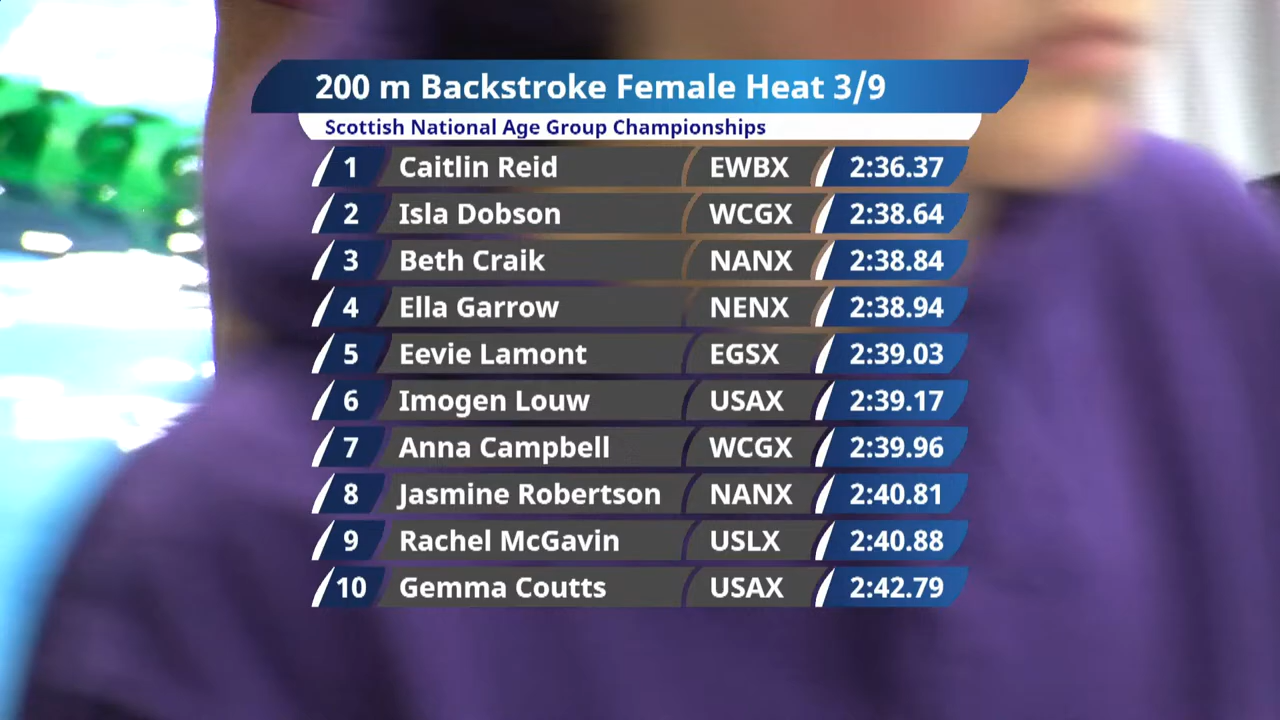 200 m Backstroke Female Heat 3/9
Scottish National Age Group Championships
1 Caitlin Reid EWBX 2:36.37
2 Isla Dobson WCGX 2:38.64
3 Beth Craik NANX 2:38.84
4 Ella Garrow NENX 2:38.94
5 Eevie Lamont EGSX 2:39.03
6 Imogen Louw USAX 2:39.17
7 Anna Campbell WCGX 2:39.96
8 Jasmine Robertson NANX 2:40.81
9 Rachel McGavin USLX 2:40.88
10 Gemma Coutts USAX 2:42.79